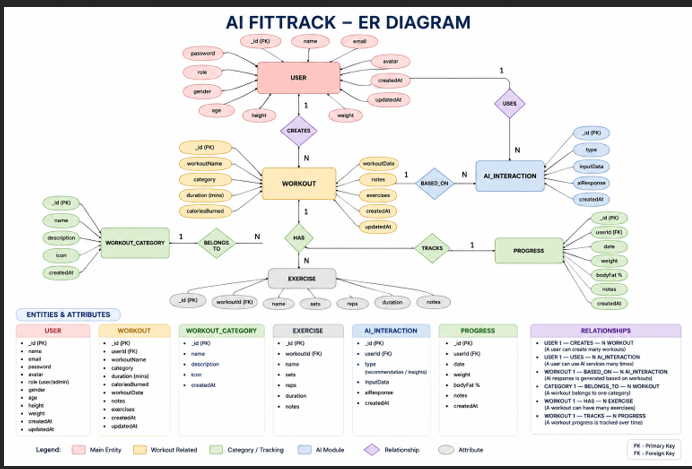 AI FITTRACK – ER DIAGRAM
_id (PK)
name
email
password
role
gender
age
height
weight
avatar
createdAt
updatedAt
USER
1
USES
N
1
CREATES
N
_id (PK)
workoutName
category
duration (mins)
caloriesBurned
WORKOUT
workoutDate
notes
exercises
createdAt
updatedAt
1
BASED_ON
N
AI_INTERACTION
_id (PK)
type
inputData
aiResponse
createdAt
_id (PK)
name
description
icon
createdAt
WORKOUT_CATEGORY
1
BELONGS
TO
N
1
HAS
N
TRACKS
1
PROGRESS
_id (PK)
userId (FK)
date
weight
bodyFat %
notes
createdAt
EXERCISE
_id (PK)
workoutId (FK)
name
sets
reps
duration
notes
ENTITIES & ATTRIBUTES
USER
• _id (PK)
• name
• email
• password
• avatar
• role (user/admin)
• gender
• age
• height
• weight
• createdAt
• updatedAt
WORKOUT
• _id (PK)
• userId (FK)
• workoutName
• category
• duration (mins)
• caloriesBurned
• workoutDate
• notes
• exercises
• createdAt
• updatedAt
WORKOUT_CATEGORY
• _id (PK)
• name
• description
• icon
• createdAt
EXERCISE
• _id (PK)
• workoutId (FK)
• name
• sets
• reps
• duration
• notes
AI_INTERACTION
• _id (PK)
• userId (FK)
• type
(recommendation / insights)
• inputData
• aiResponse
• createdAt
PROGRESS
• _id (PK)
• userId (FK)
• date
• weight
• bodyFat %
• notes
• createdAt
RELATIONSHIPS
• USER 1 — CREATES — N WORKOUT
(A user can create many workouts)
• USER 1 — USES — N AI_INTERACTION
(A user can use AI services many times)
• WORKOUT 1 — BASED_ON — N AI_INTERACTION
(AI response is generated based on workouts)
• CATEGORY 1 — BELONGS_TO — N WORKOUT
(A workout belongs to one category)
• WORKOUT 1 — HAS — N EXERCISE
(A workout can have many exercises)
• WORKOUT 1 — TRACKS — N PROGRESS
(A workout progress is tracked over time)
Legend:
Main Entity
Workout Related
Category / Tracking
AI Module
Relationship
Attribute
PK - Primary Key
FK - Foreign Key